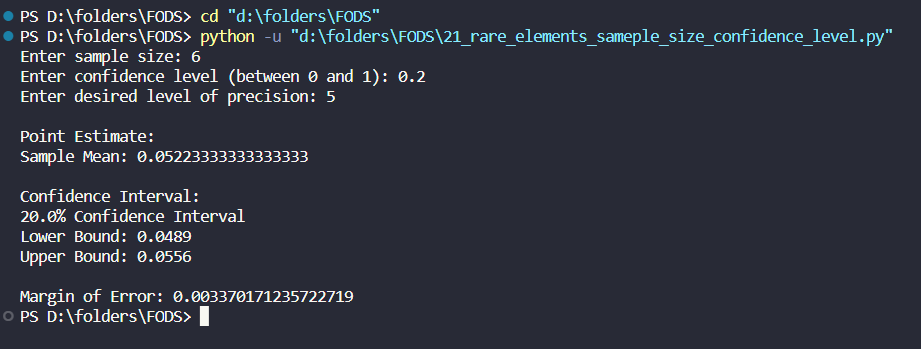 PS D:\folders\FODS> cd "d:\folders\FODS"
PS D:\folders\FODS> python -u "d:\folders\FODS\21_rare_elements_sameple_size_confidence_level.py"
Enter sample size: 6
Enter confidence level (between 0 and 1): 0.2
Enter desired level of precision: 5
Point Estimate:
Sample Mean: 0.05223333333333333
Confidence Interval:
20.0% Confidence Interval
Lower Bound: 0.0489
Upper Bound: 0.0556
Margin of Error: 0.003370171235722719
PS D:\folders\FODS>